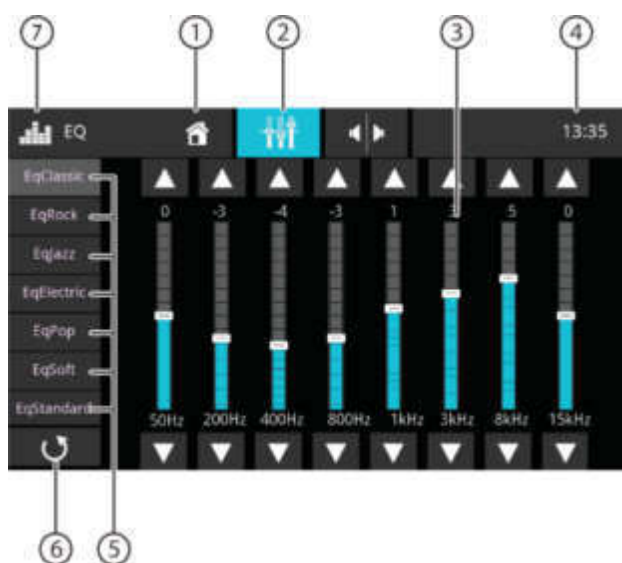 7 1 2 3 4
EQ 13:35
EqClassic
EqRock
EqJazz
EqElectric
EqPop
EqSoft
EqStandard
0 -3 -4 -3 1 3 5 0
50Hz 200Hz 400Hz 800Hz 1kHz 3kHz 8kHz 15kHz
6 5